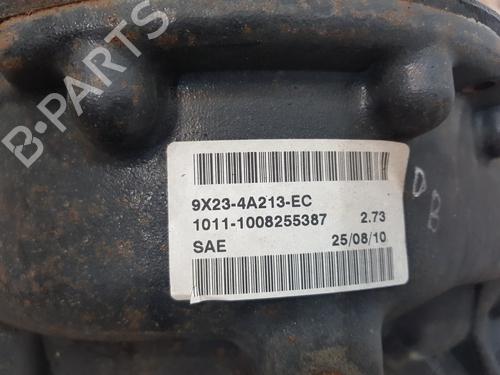 B-PARTS
9X23-4A213-EC
1011-1008255387 2.73
SAE 25/08/10
D B